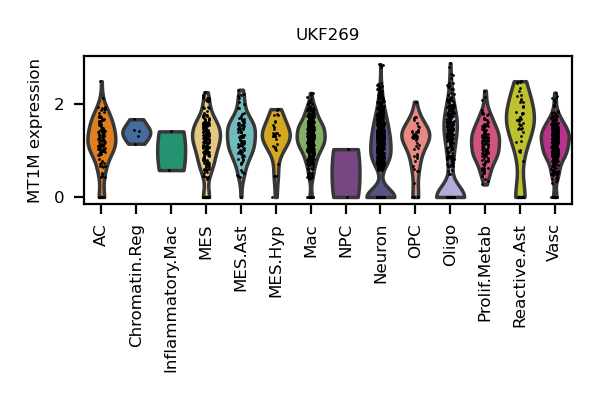 UKF269
MT1M expression
2
0
AC
Chromatin.Reg
Inflammatory.Mac
MES
MES.Ast
MES.Hyp
Mac
NPC
Neuron
OPC
Oligo
Prolif.Metab
Reactive.Ast
Vasc